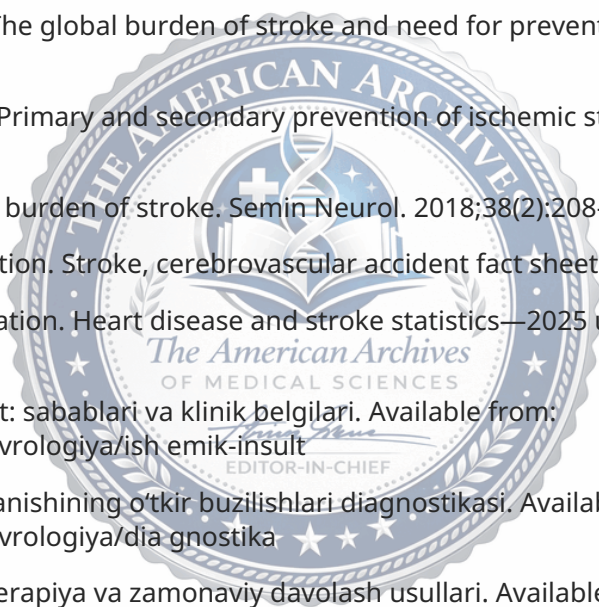 The global burden of stroke and need for prevent
THE AMERICAN ARCHIVES
Primary and secondary prevention of ischemic st
burden of stroke. Semin Neurol. 2018;38(2):208-
tion. Stroke, cerebrovascular accident fact sheet
ation. Heart disease and stroke statistics—2025 u
The American Archives
OF MEDICAL SCIENCES
t: sabablari va klinik belgilari. Available from:
vrologiya/ish emik-insult
EDITOR-IN-CHIEF
anishining o‘tkir buzilishlari diagnostikasi. Availab
vrologiya/dia gnostika
erapiya va zamonaviy davolash usullari. Available